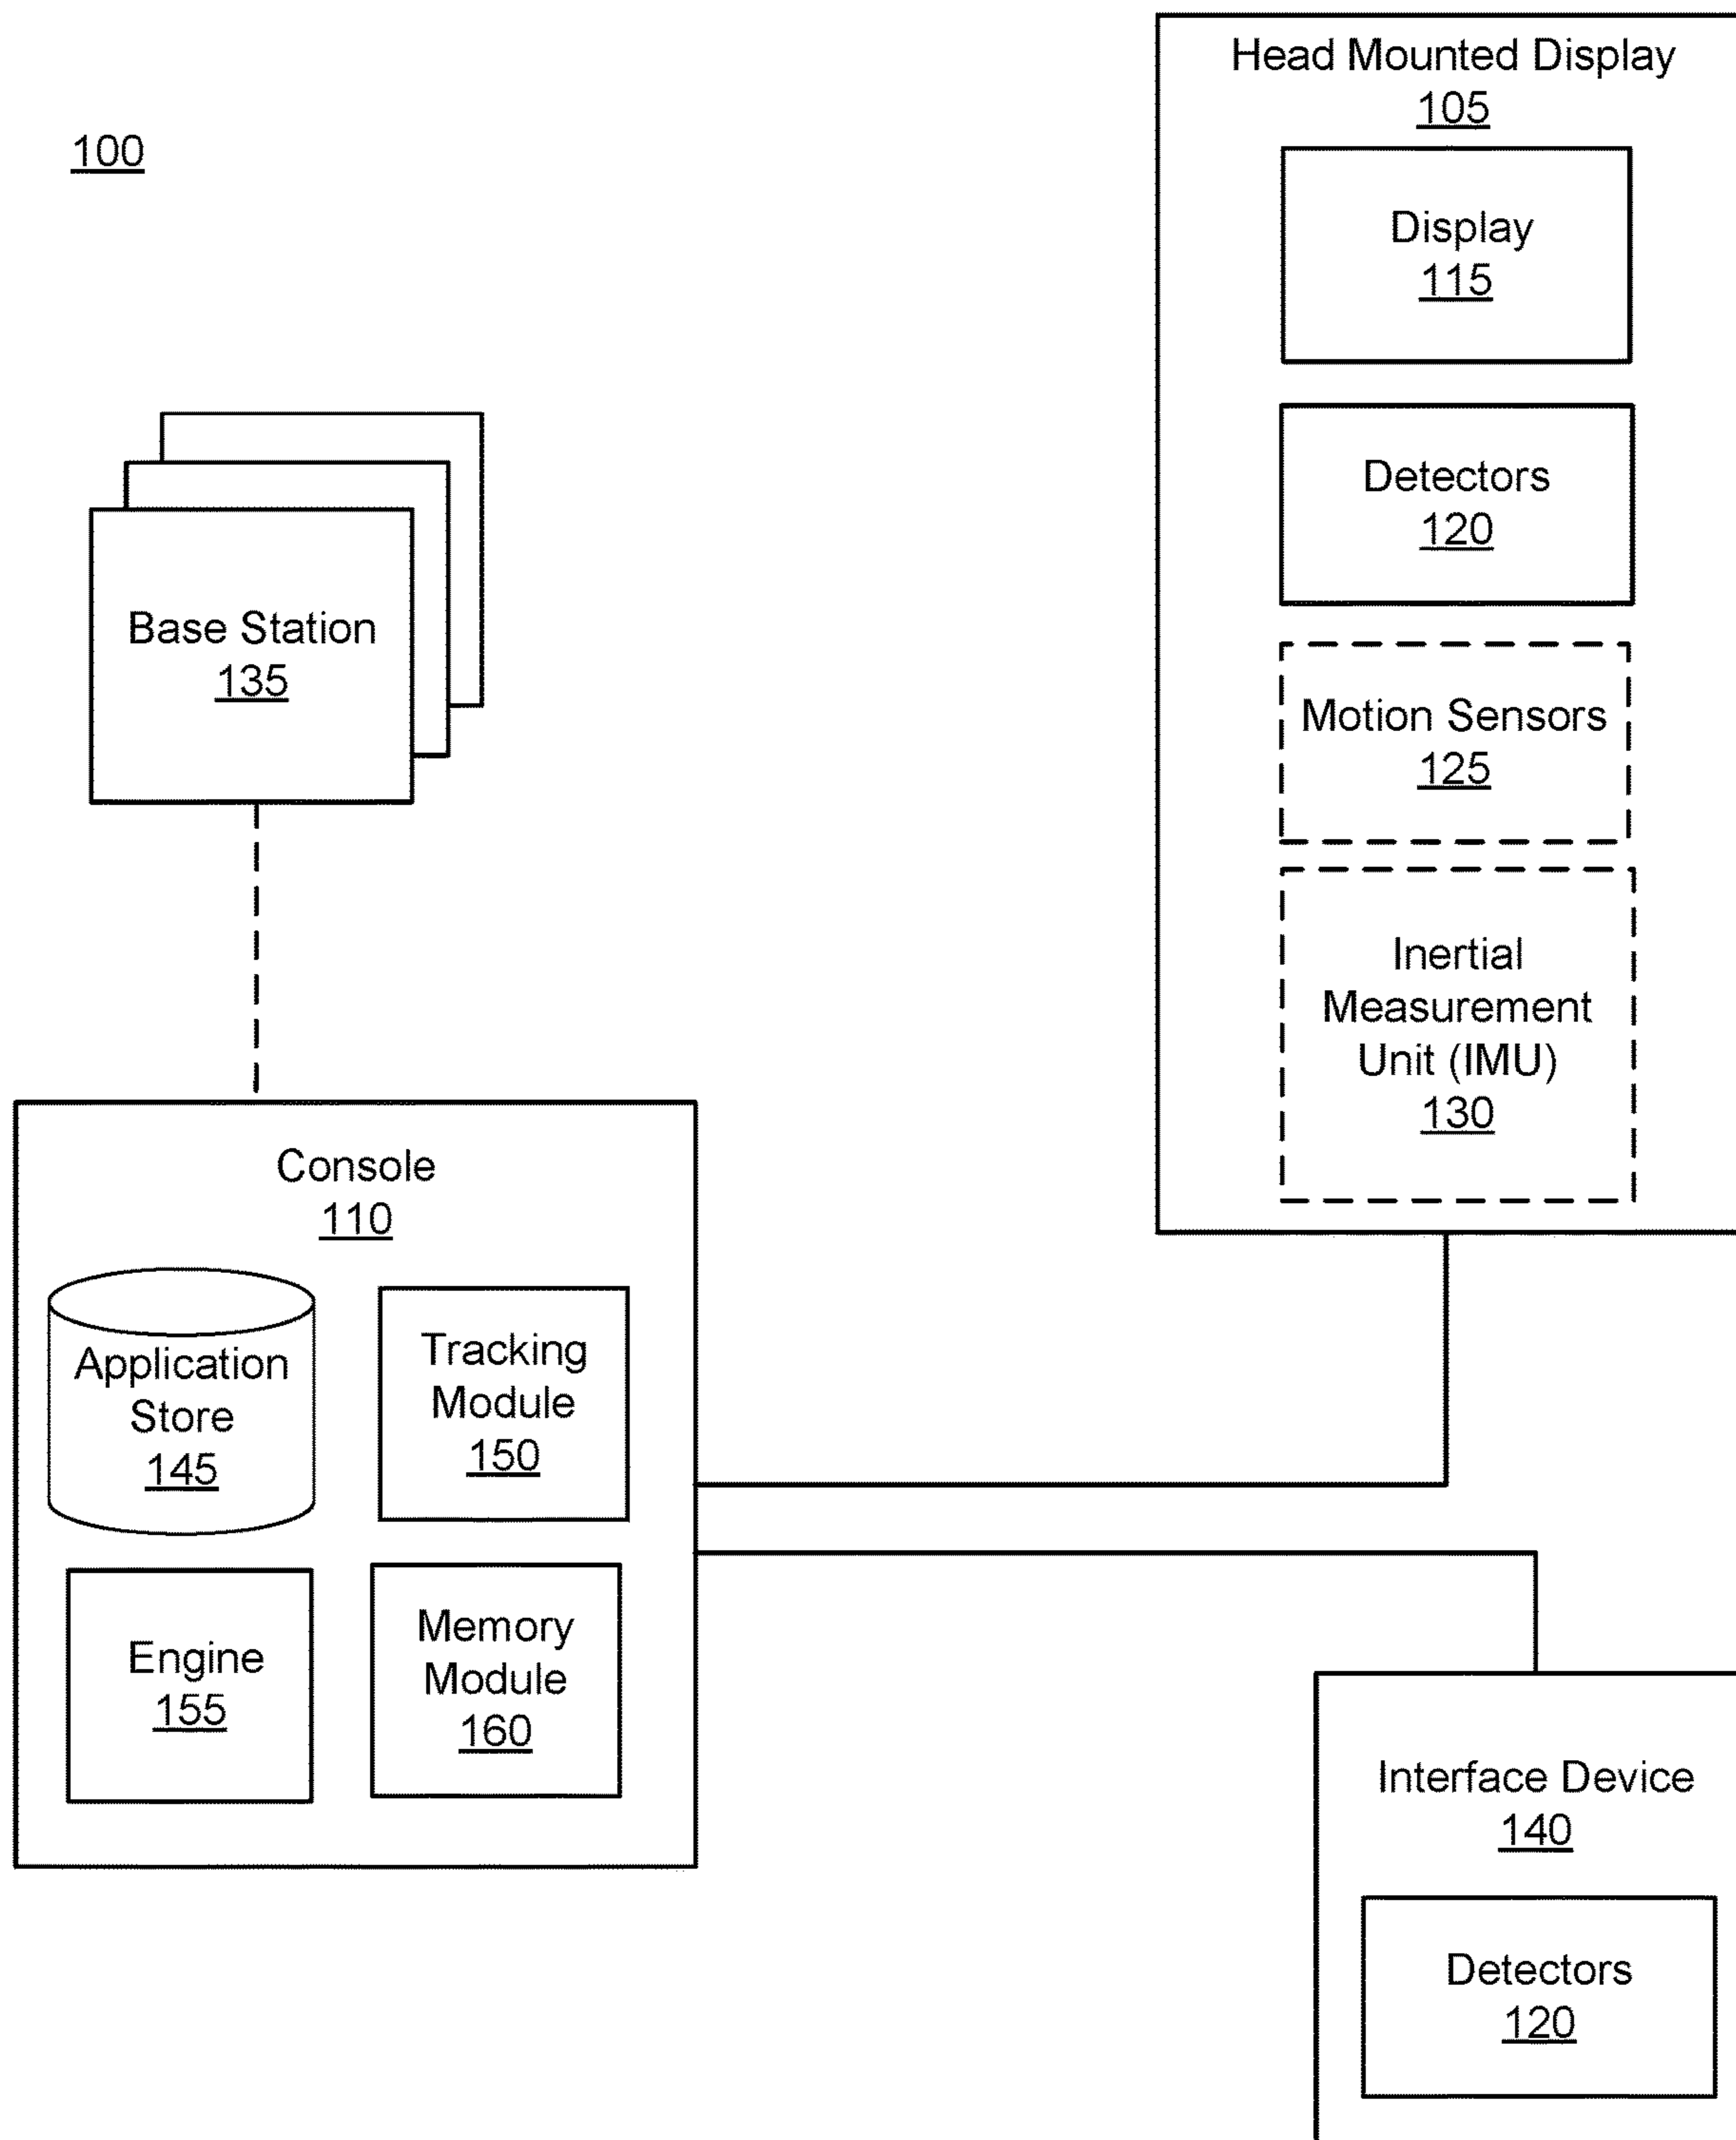 100
Head Mounted Display
105
Display
115
Detectors
120
Motion Sensors
125
Inertial
Measurement
Unit (IMU)
130
Base Station
135
Console
110
Application
Store
145
Tracking
Module
150
Engine
155
Memory
Module
160
Interface Device
140
Detectors
120